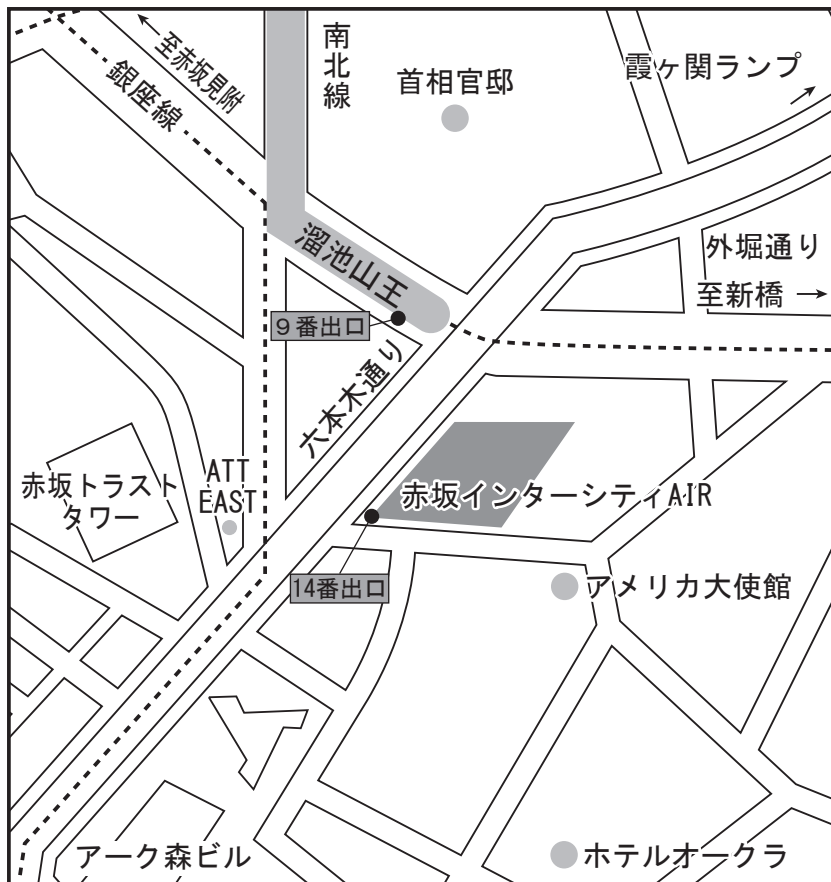 南北線
至赤坂見附
銀座線
首相官邸
霞ヶ関ランプ
溜池山王
外堀通り
至新橋 →
９番出口
六本木通り
赤坂トラスト
タワー
ATT
EAST
赤坂インターシティAIR
14番出口
アメリカ大使館
アーク森ビル
ホテルオークラ